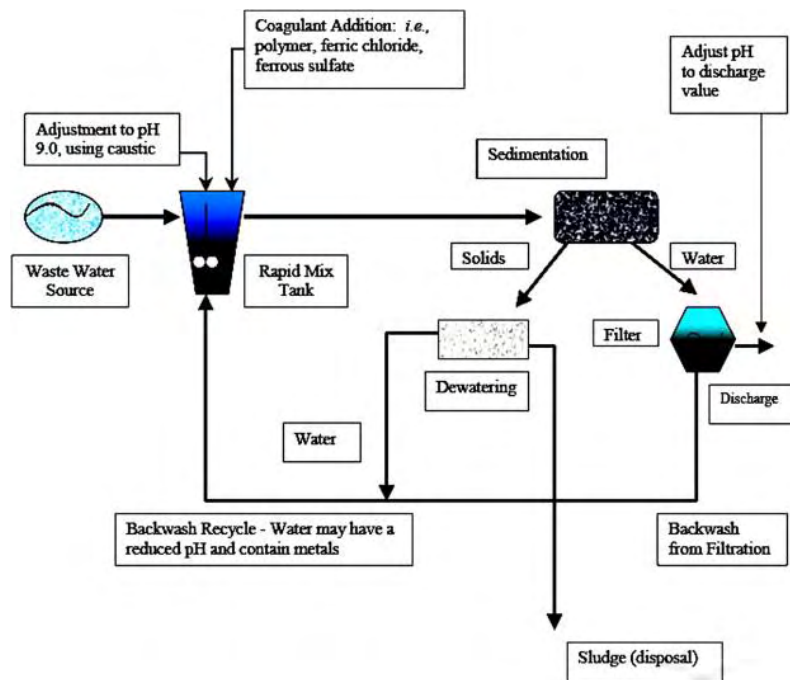 Coagulant Addition: i.e.,
polymer, ferric chloride,
ferrous sulfate
Adjust pH
to discharge
value
Adjustment to pH
9.0, using caustic
Sedimentation
Waste Water
Source
Rapid Mix
Tank
Solids
Water
Filter
Dewatering
Discharge
Water
Backwash Recycle - Water may have a
reduced pH and contain metals
Backwash
from Filtration
Sludge (disposal)